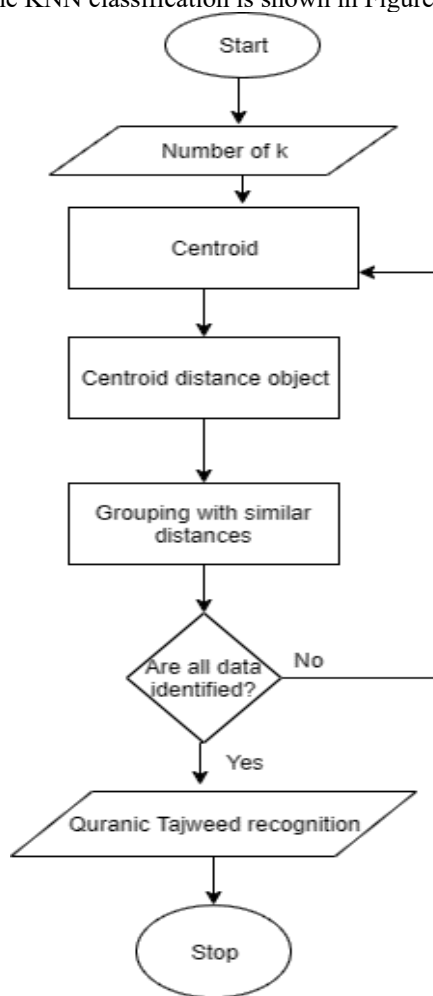 ne KNN classification is shown in Figure
Start
Number of k
Centroid
Centroid distance object
Grouping with similar
distances
Are all data
identified?
No
Yes
Quranic Tajweed recognition
Stop